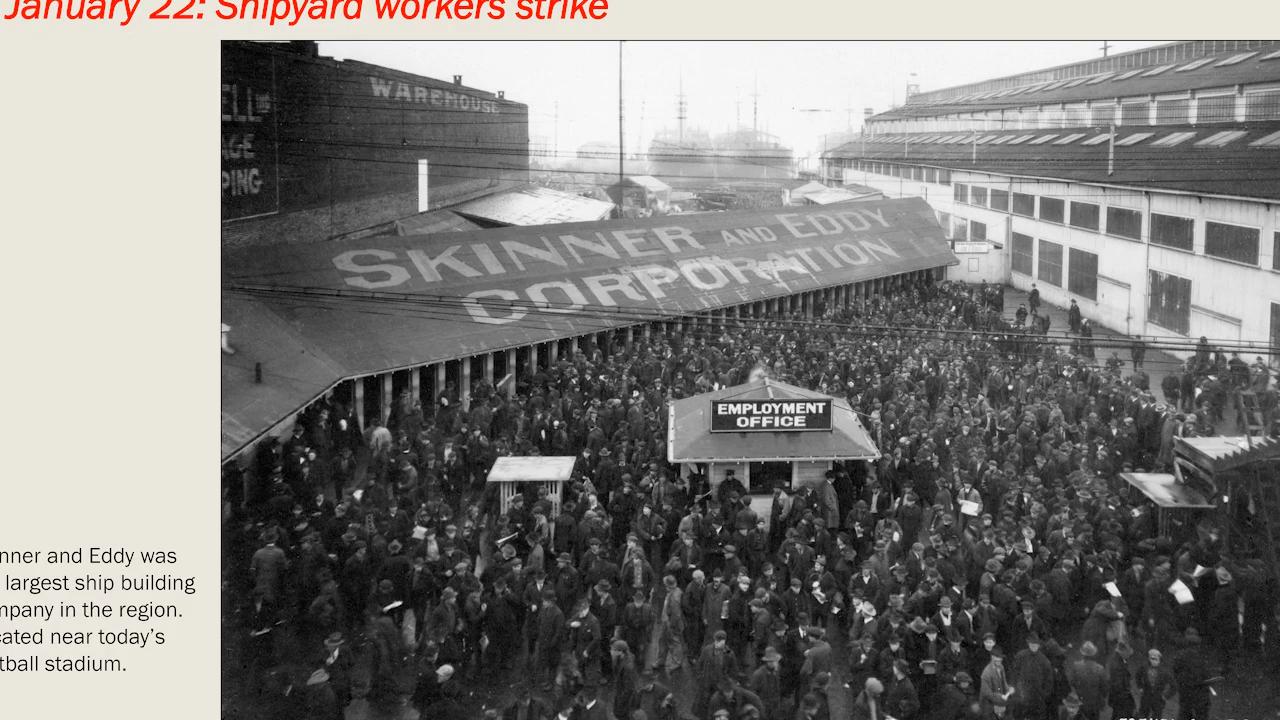 January 22: Shipyard workers strike
WAREHOUSE
ELL
AGE
PING
SKINNER AND EDDY
CORPORATION
EMPLOYMENT
OFFICE
nner and Eddy was
largest ship building
mpany in the region.
cated near today's
tball stadium.